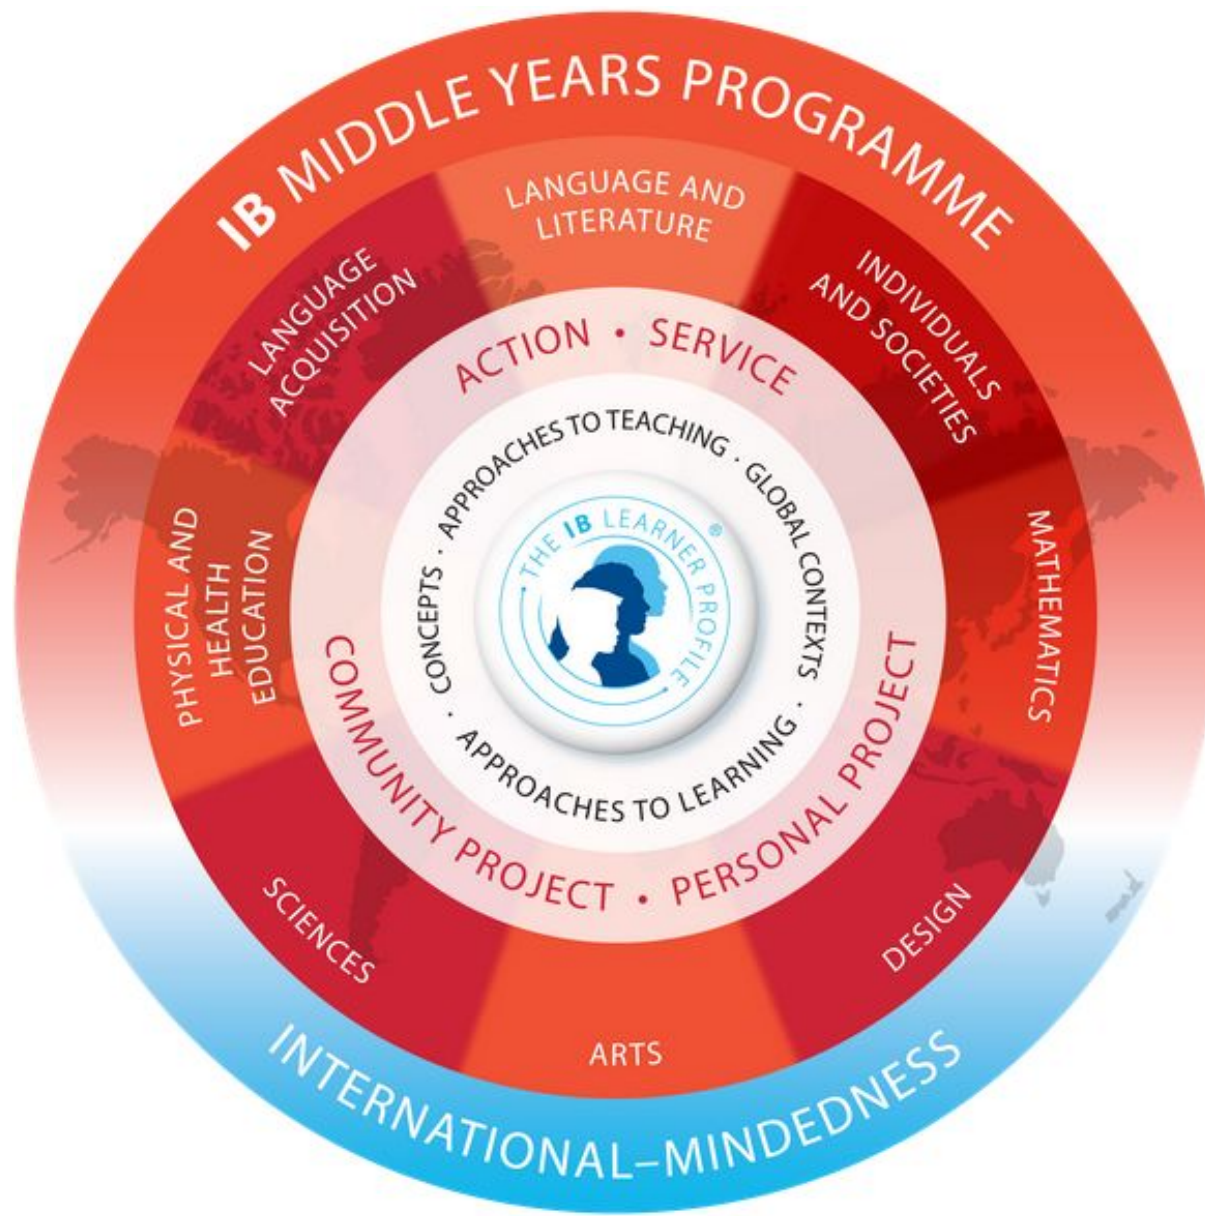 IB MIDDLE YEARS PROGRAMME
LANGUAGE AND
LITERATURE
INDIVIDUALS
AND SOCIETIES
MATHEMATICS
DESIGN
ARTS
SCIENCES
PHYSICAL AND
HEALTH
EDUCATION
LANGUAGE
ACQUISITION
ACTION • SERVICE
COMMUNITY PROJECT • PERSONAL PROJECT
CONCEPTS · APPROACHES TO TEACHING · GLOBAL CONTEXTS ·
APPROACHES TO LEARNING ·
THE IB LEARNER PROFILE ®
INTERNATIONAL–MINDEDNESS